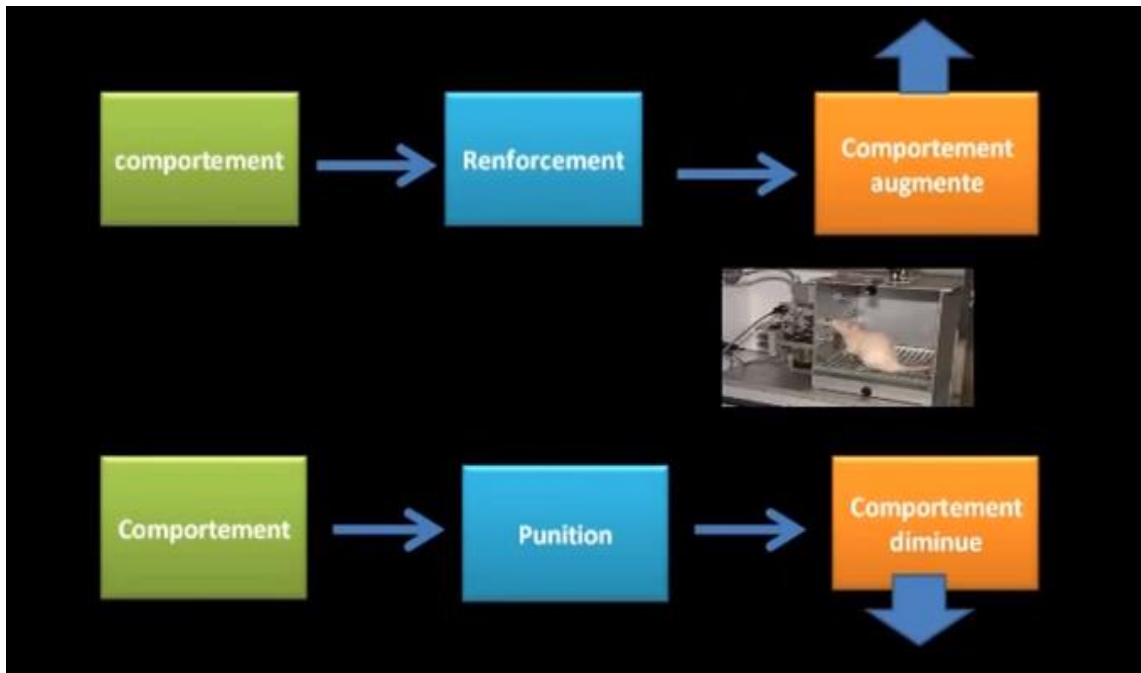 comportement
Renforcement
Comportement
augmente
Comportement
Punition
Comportement
diminue